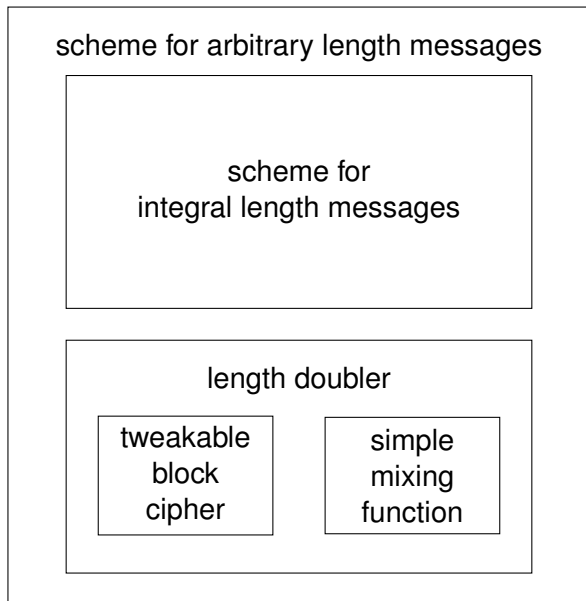 scheme for arbitrary length messages
scheme for
integral length messages
length doubler
tweakable
block
cipher
simple
mixing
function